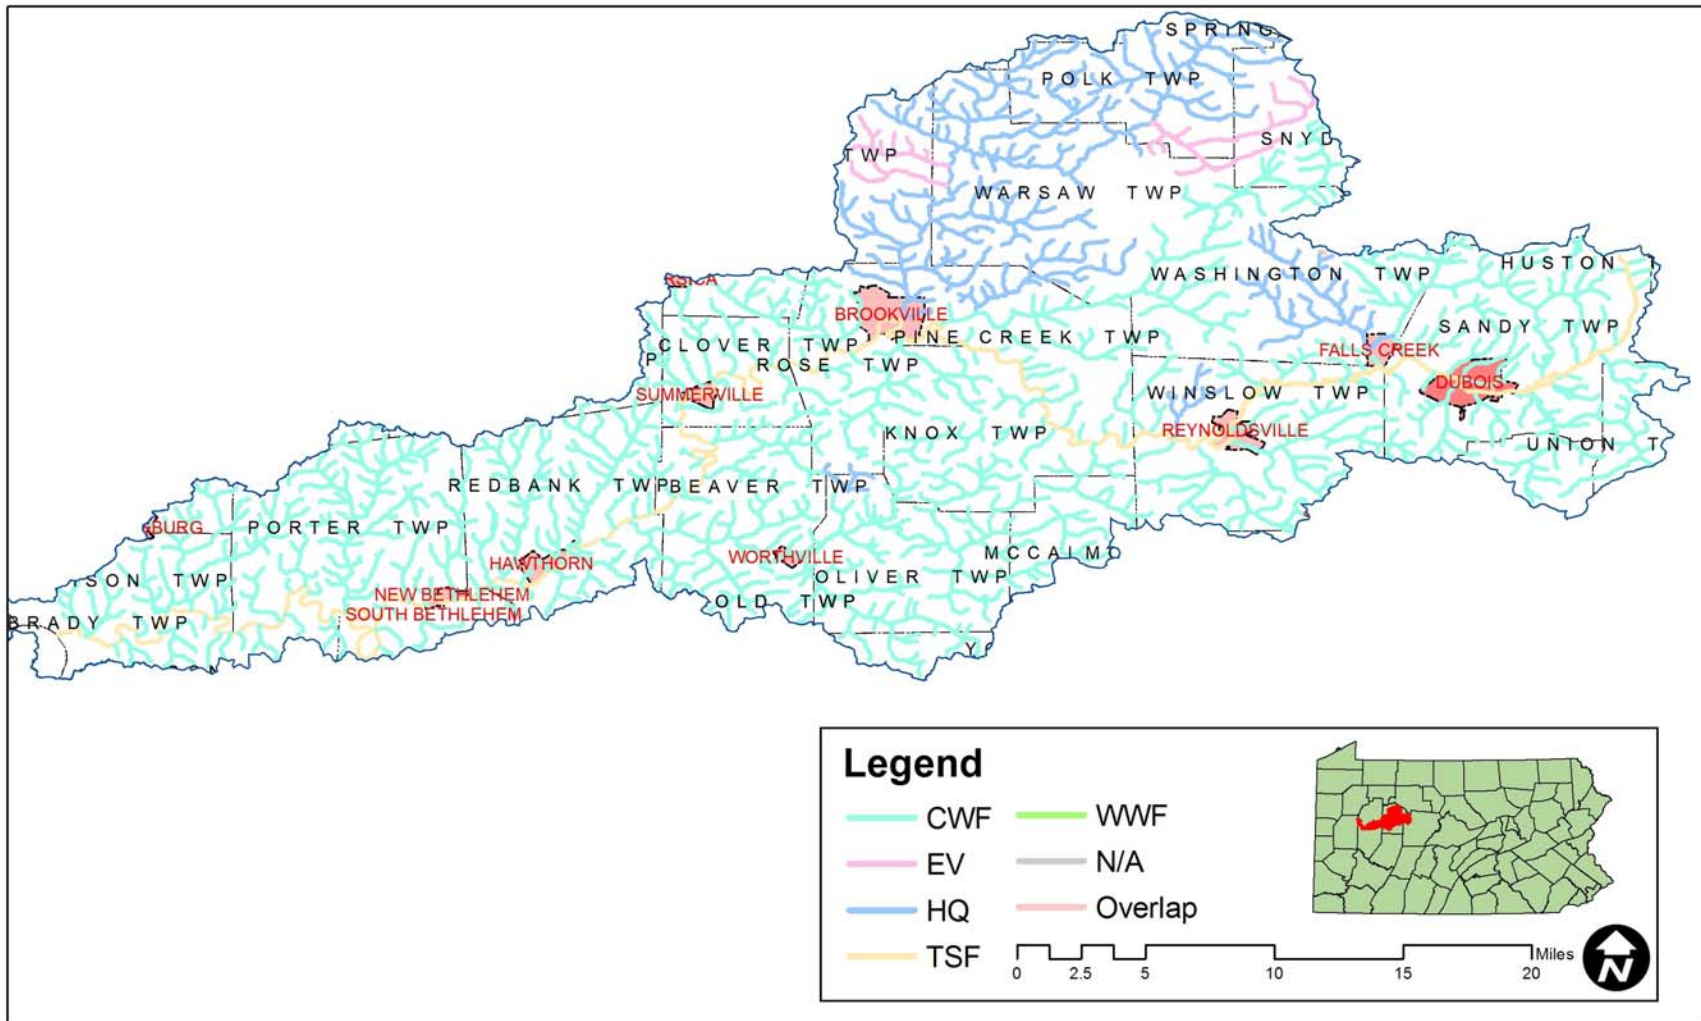 SPRING
POLK TWP
SNYD
TWP
WARSAW TWP
HUSTON
WASHINGTON TWP
RSICA
BROOKVILLE
SANDY TWP
PINE CREEK TWP
CLOVER TWP
P
FALLS CREEK
ROSE TWP
DUBOIS
SUMMERVILLE
WINSLOW TWP
REYNOLDSVILLE
KNOX TWP
UNION T
REDBANK TWP
BEAVER TWP
BURG
PORTER TWP
WORTHVILLE
MCCALM
HAWTHORN
SON TWP
OLIVER TWP
NEW BETHLEHEM
OLD TWP
SOUTH BETHLEHEM
BRADY TWP
Y
Legend
CWF
WWF
EV
N/A
HQ
Overlap
TSF
0 2.5 5 10 15 20 Miles
N